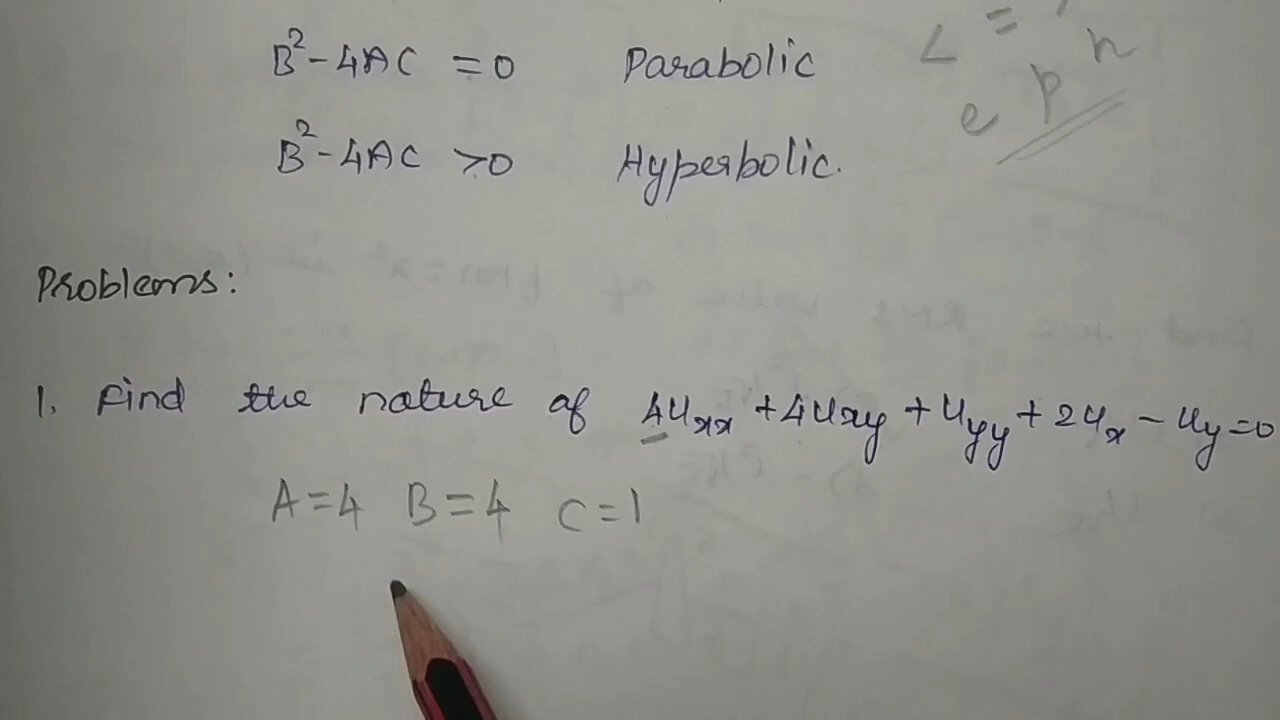 B²-4AC =0 Parabolic
B²-4AC >0 Hyperbolic.
< =
e p h
Problems:
1. Find the nature of 4uxx +4uxy + uyy + 2ux - uy=0
A=4 B=4 C=1